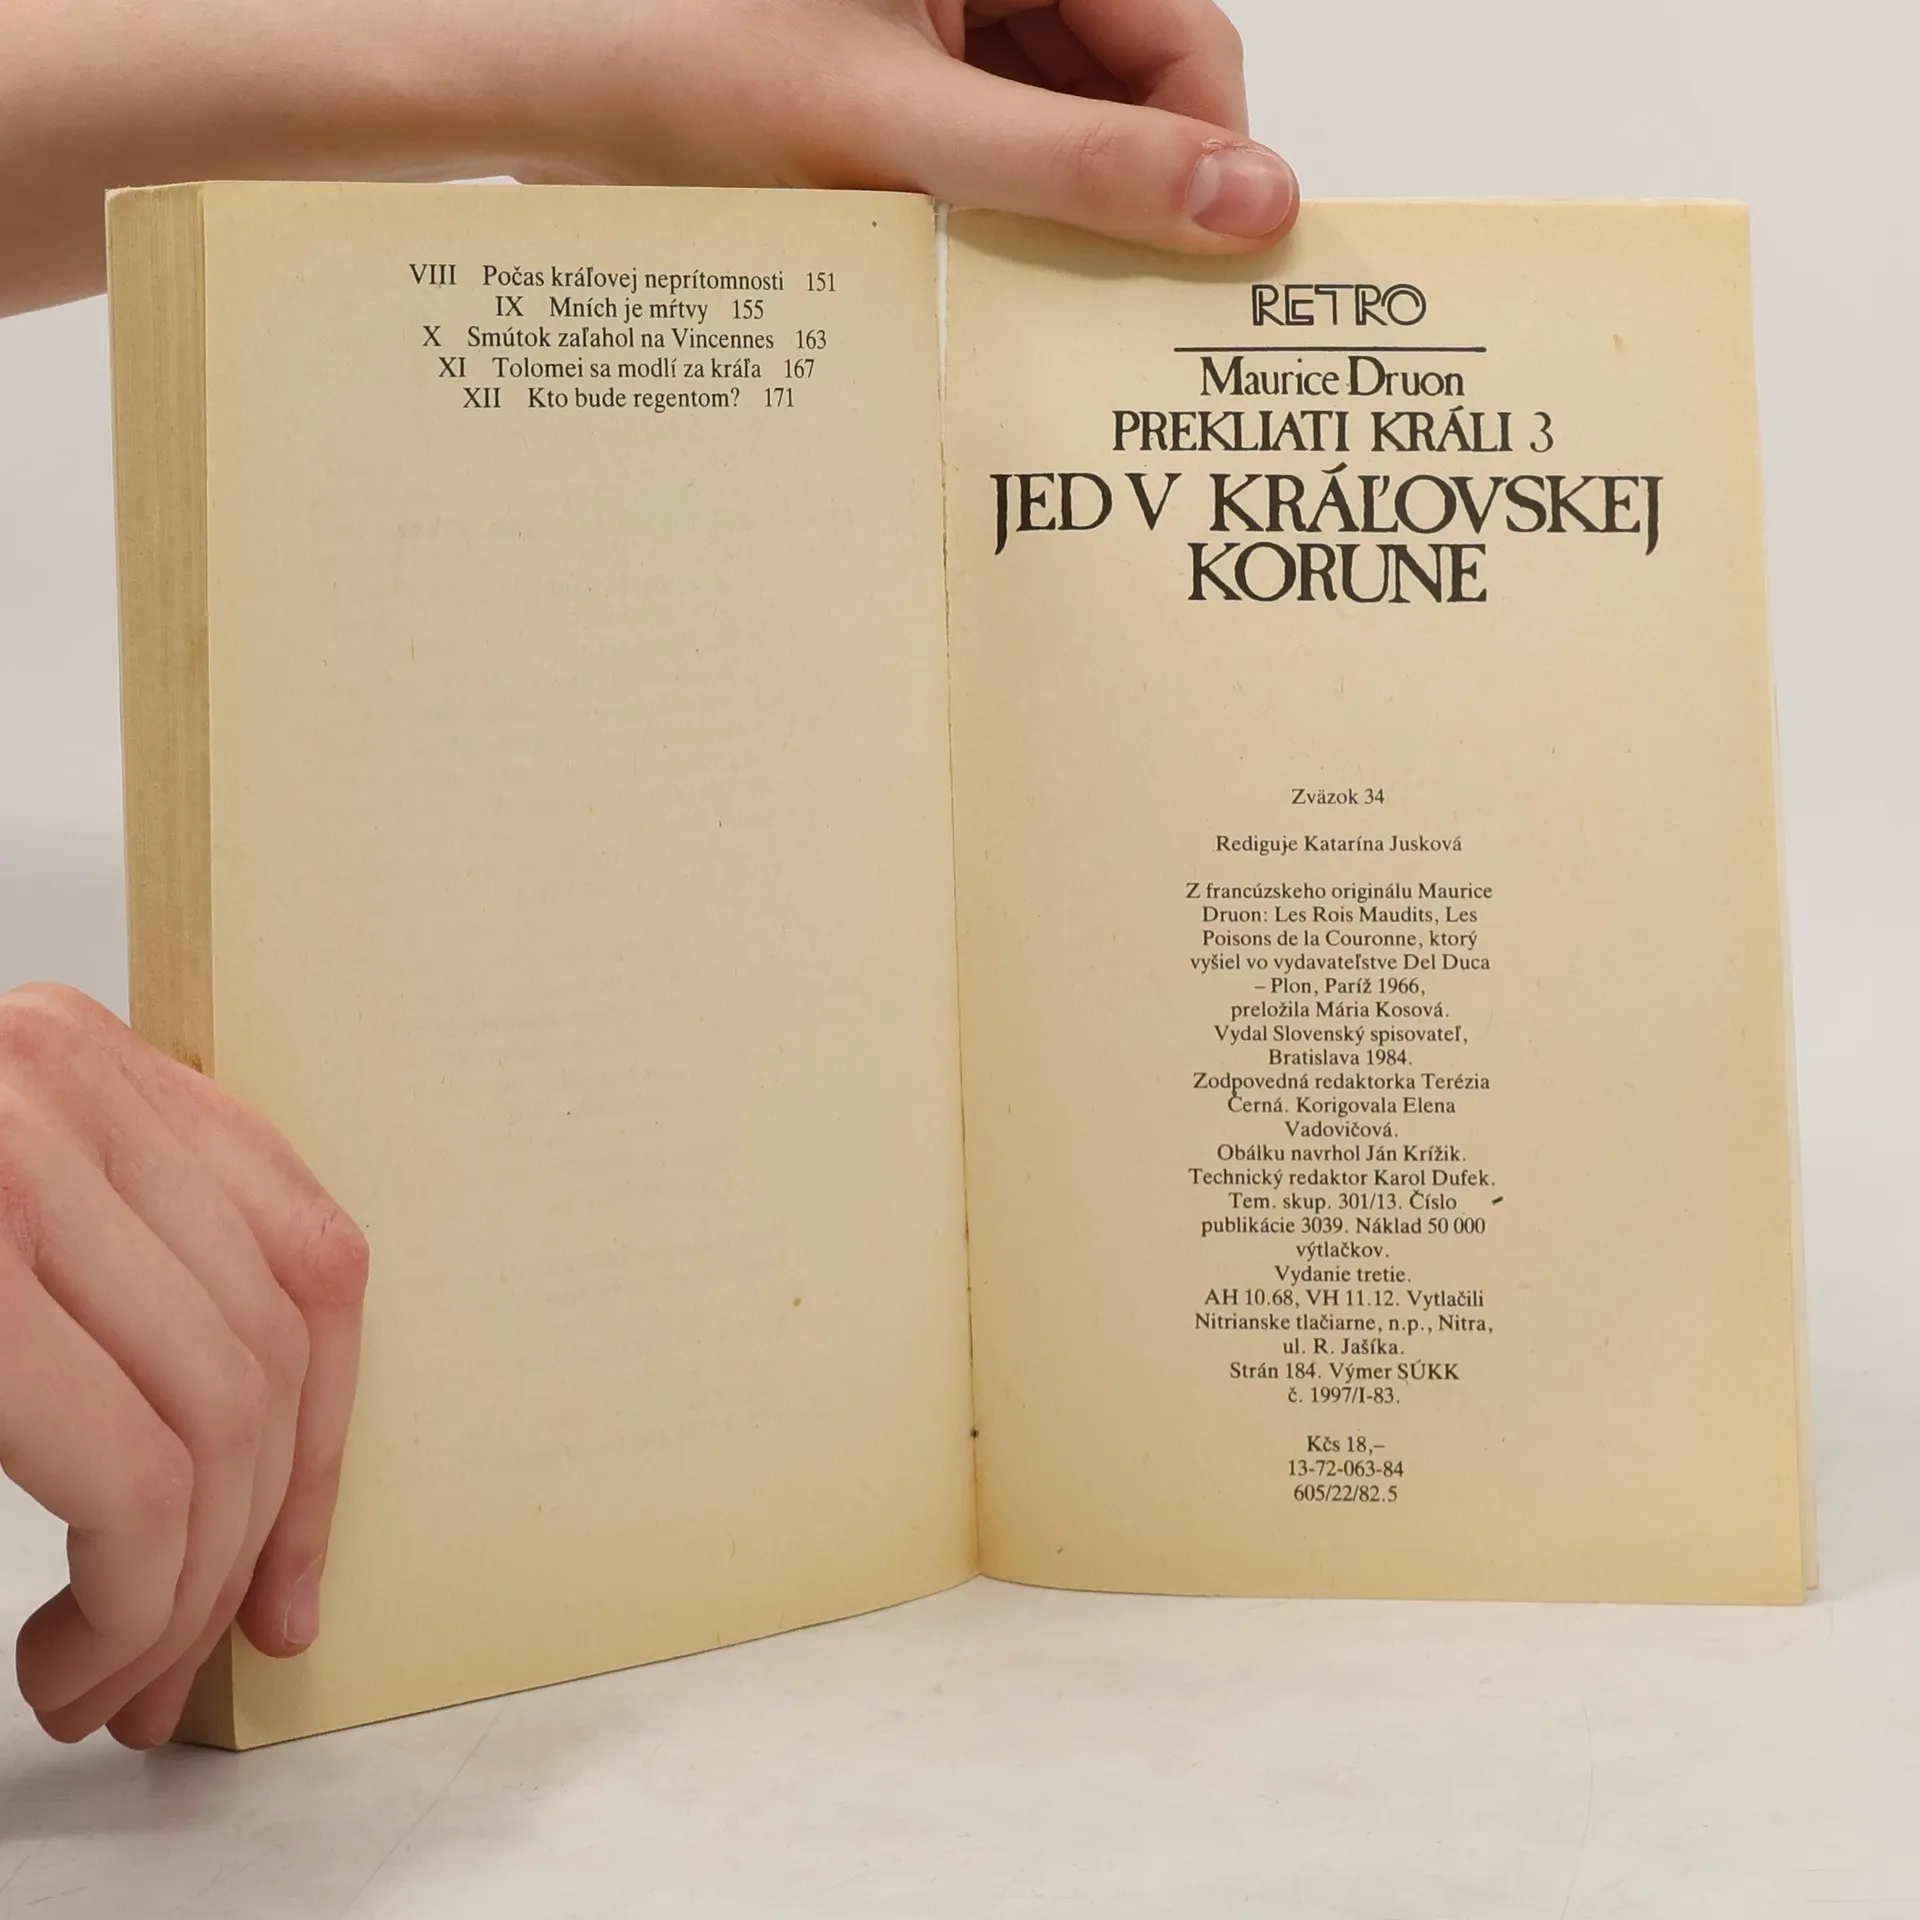 VIII Počas kráľovej neprítomnosti 151
IX Mních je mŕtvy 155
X Smútok zaľahol na Vincennes 163
XI Tolomei sa modlí za kráľa 167
XII Kto bude regentom? 171
RETRO
Maurice Druon
PREKLIATI KRÁLI 3
JED V KRÁĽOVSKEJ
KORUNE
Zväzok 34
Rediguje Katarína Jusková
Z francúzskeho originálu Maurice
Druon: Les Rois Maudits, Les
Poisons de la Couronne, ktorý
vyšiel vo vydavateľstve Del Duca
– Plon, Paríž 1966,
preložila Mária Kosová.
Vydal Slovenský spisovateľ,
Bratislava 1984.
Zodpovedná redaktorka Terézia
Černá. Korigovala Elena
Vadovičová.
Obálku navrhol Ján Krížik.
Technický redaktor Karol Dufek.
Tem. skup. 301/13. Číslo
publikácie 3039. Náklad 50 000
výtlačkov.
Vydanie tretie.
AH 10.68, VH 11.12. Vytlačili
Nitrianske tlačiarne, n.p., Nitra,
ul. R. Jašíka.
Strán 184. Výmer SÚKK
č. 1997/I-83.
Kčs 18,–
13-72-063-84
605/22/82.5